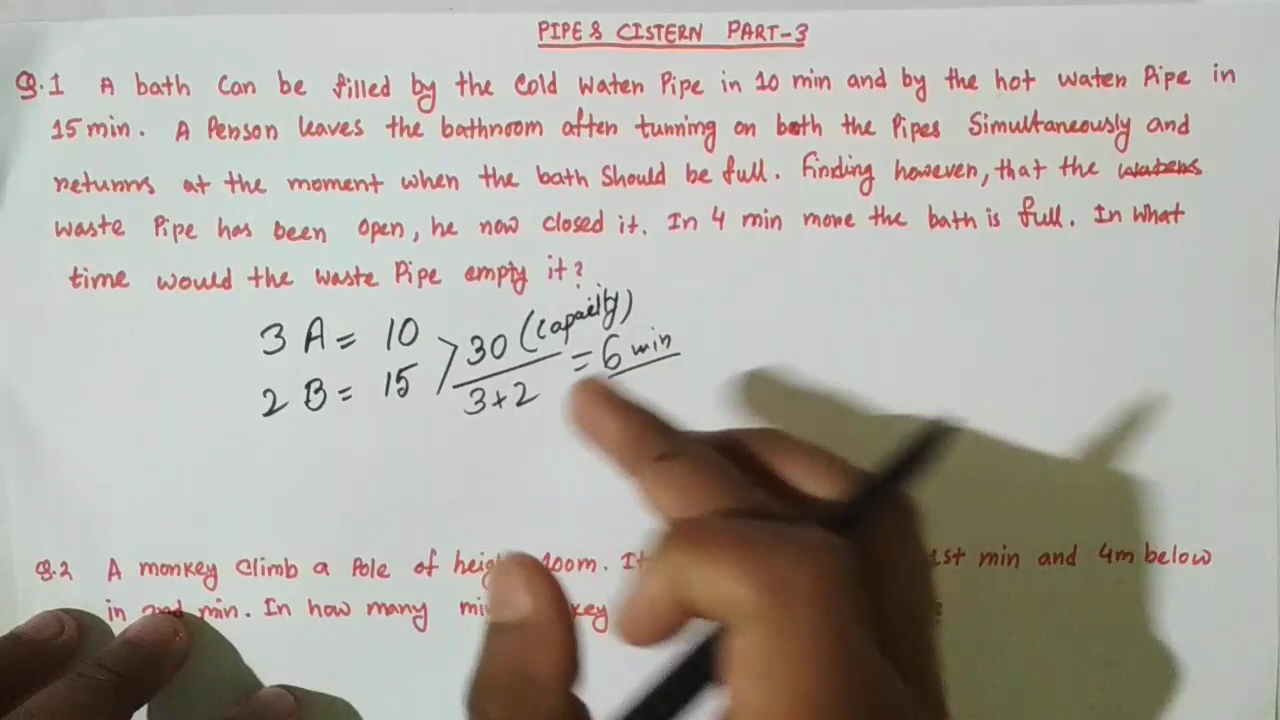 PIPE & CISTERN PART-3
Q.1 A bath can be filled by the cold water Pipe in 10 min and by the hot water Pipe in
15 min. A Person leaves the bathroom after turning on both the Pipes Simultaneously and
returns at the moment when the bath Should be full. Finding however, that the waters
waste Pipe has been open, he now closed it. In 4 min more the bath is full. In what
time would the waste Pipe empty it?
3 A = 10
2 B = 15
30 (capacity)
3+2
= 6 min
Q.2 A monkey Climb a Pole of 100m. 1st min and 4m below
in 2nd min. In how many